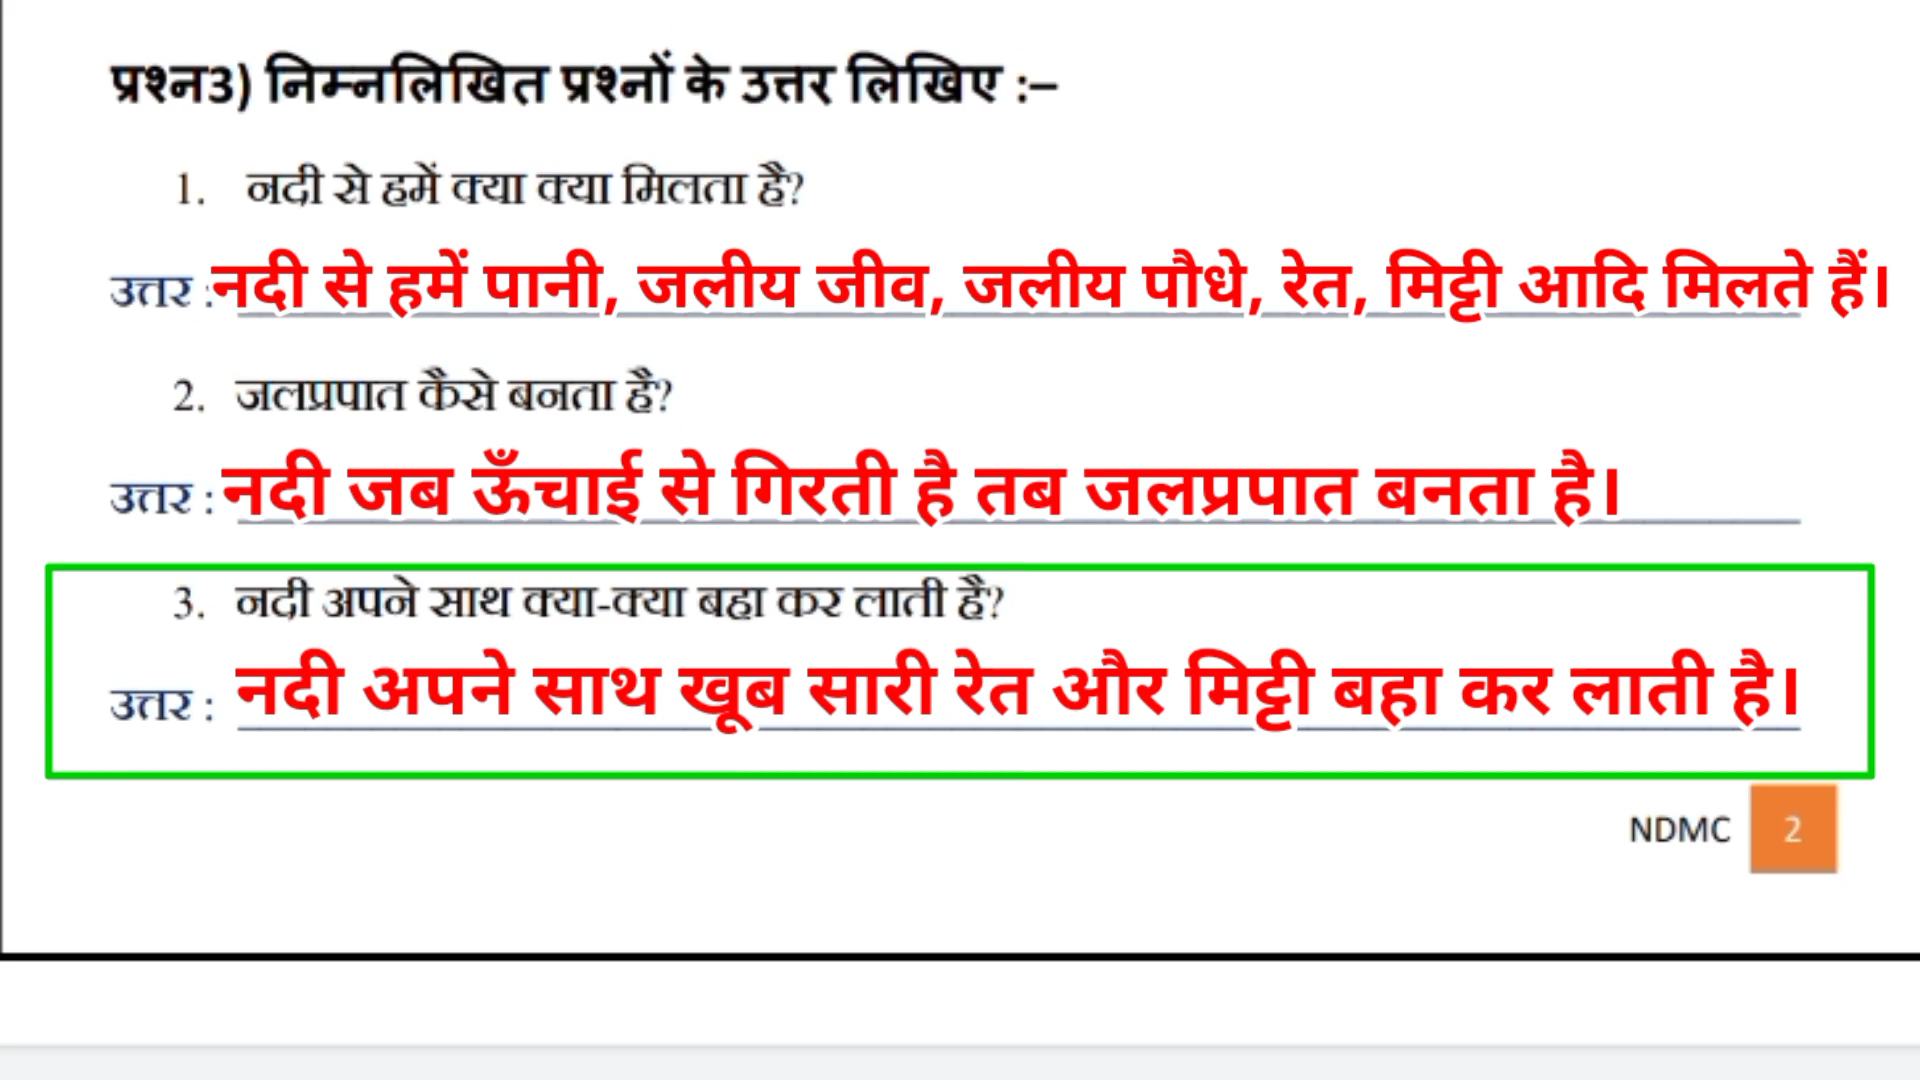 प्रश्न3) निम्नलिखित प्रश्नों के उत्तर लिखिए :–
1. नदी से हमें क्या क्या मिलता है?
उत्तर :नदी से हमें पानी, जलीय जीव, जलीय पौधे, रेत, मिट्टी आदि मिलते हैं।
2. जलप्रपात कैसे बनता है?
उत्तर : नदी जब ऊँचाई से गिरती है तब जलप्रपात बनता है।
3. नदी अपने साथ क्या-क्या बहा कर लाती है?
उत्तर : नदी अपने साथ खूब सारी रेत और मिट्टी बहा कर लाती है।
NDMC 2